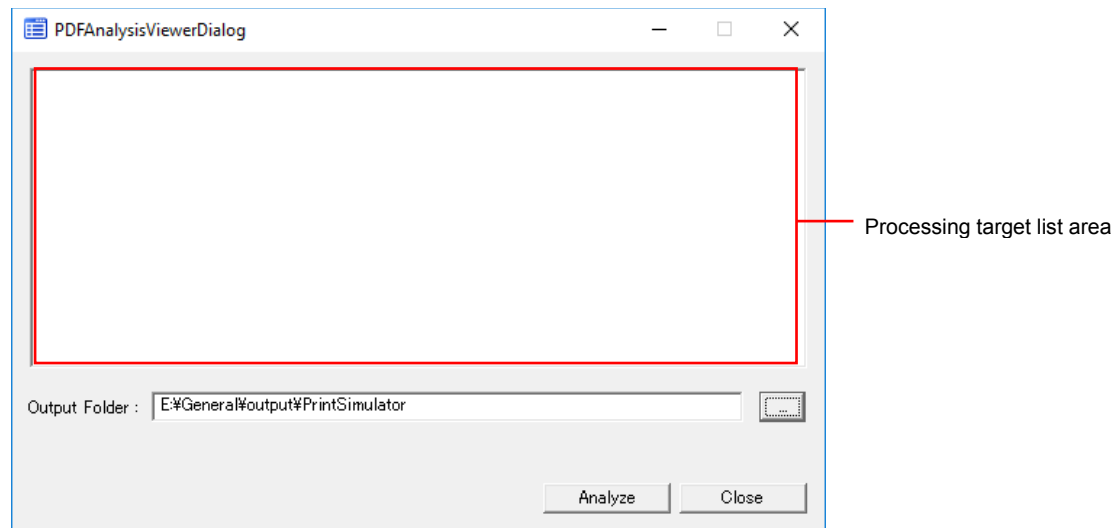 PDFAnalysisViewerDialog
Processing target list area
Output Folder : E:¥General¥output¥PrintSimulator ...
Analyze Close